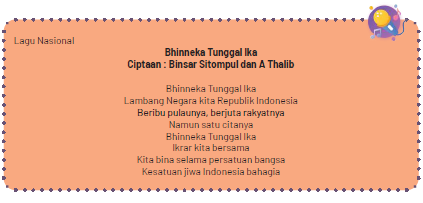 Lagu Nasional
Bhinneka Tunggal Ika
Ciptaan : Binsar Sitompul dan A Thalib
Bhinneka Tunggal Ika
Lambang Negara kita Republik Indonesia
Beribu pulaunya, berjuta rakyatnya
Namun satu citanya
Bhinneka Tunggal Ika
Ikrar kita bersama
Kita bina selama persatuan bangsa
Kesatuan jiwa Indonesia bahagia